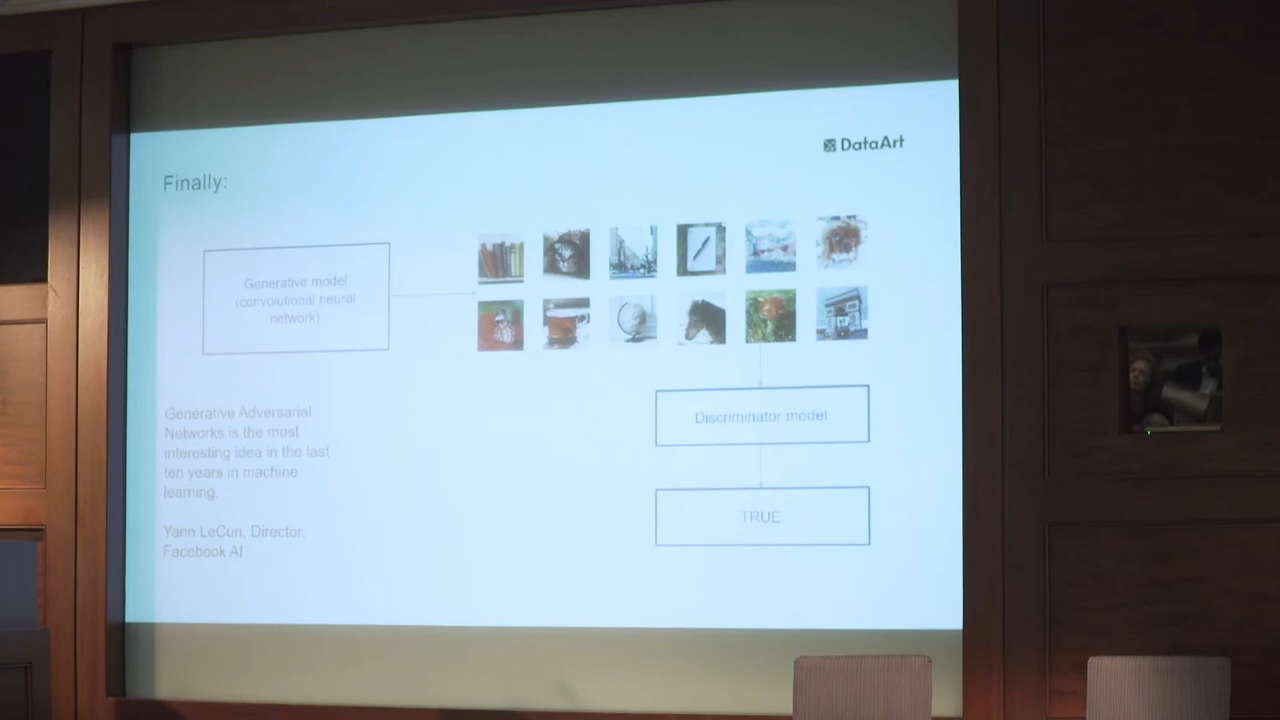 DataArt
Finally:
Generative model
(convolutional neural
network)
Discriminator model
TRUE
Generative Adversarial
Networks is the most
interesting idea in the last
ten years in machine
learning.
Yann LeCun, Director,
Facebook AI